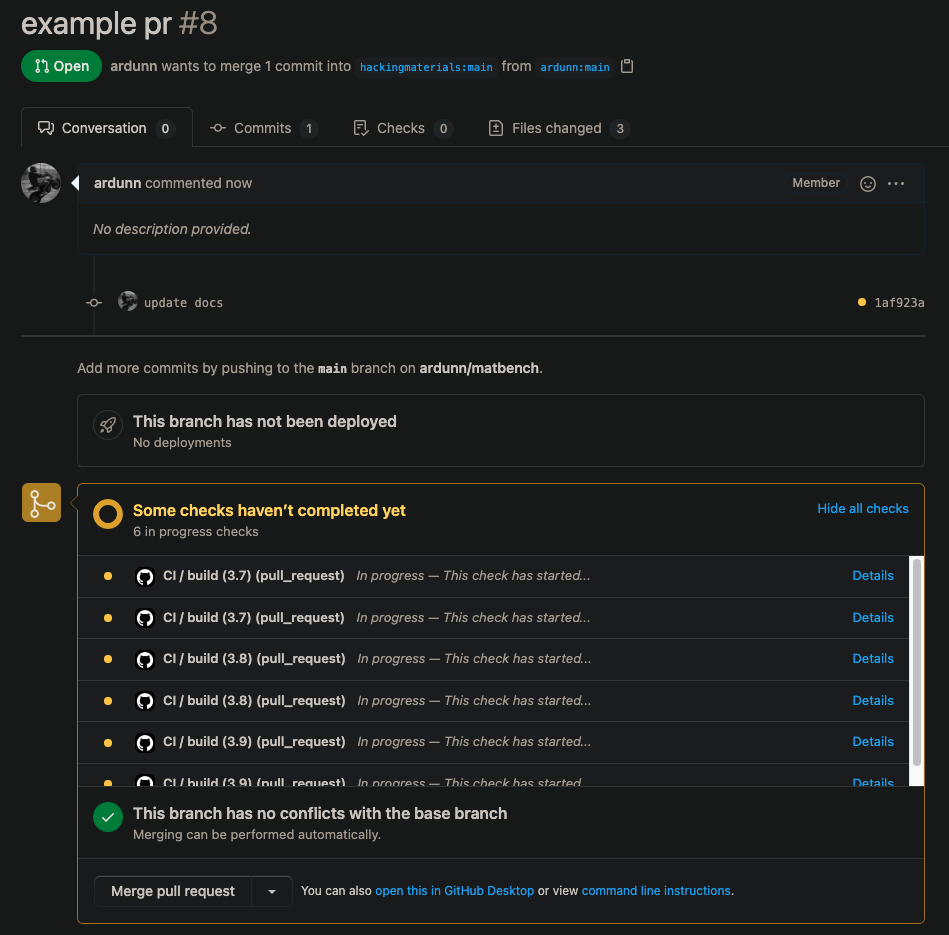 example pr #8
Open ardunn wants to merge 1 commit into hackingmaterials:main from ardunn:main
Conversation 0 Commits 1 Checks 0 Files changed 3
ardunn commented now Member
No description provided.
update docs 1af923a
Add more commits by pushing to the main branch on ardunn/matbench.
This branch has not been deployed
No deployments
Some checks haven’t completed yet Hide all checks
6 in progress checks
CI / build (3.7) (pull_request) In progress — This check has started... Details
CI / build (3.7) (pull_request) In progress — This check has started... Details
CI / build (3.8) (pull_request) In progress — This check has started... Details
CI / build (3.8) (pull_request) In progress — This check has started... Details
CI / build (3.9) (pull_request) In progress — This check has started... Details
CI / build (3.9) (pull_request) In progress — This check has started... Details
This branch has no conflicts with the base branch
Merging can be performed automatically.
Merge pull request You can also open this in GitHub Desktop or view command line instructions.